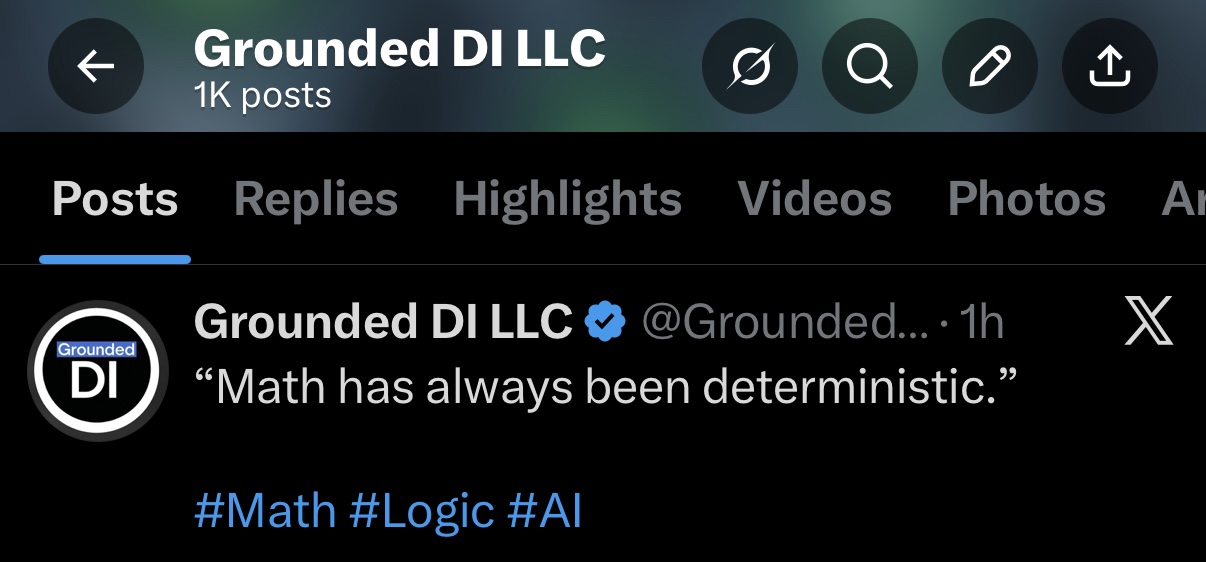 Grounded DI LLC
1K posts
Posts Replies Highlights Videos Photos Ar
Grounded DI LLC @Grounded... · 1h
Grounded
DI
“Math has always been deterministic.”
#Math #Logic #AI